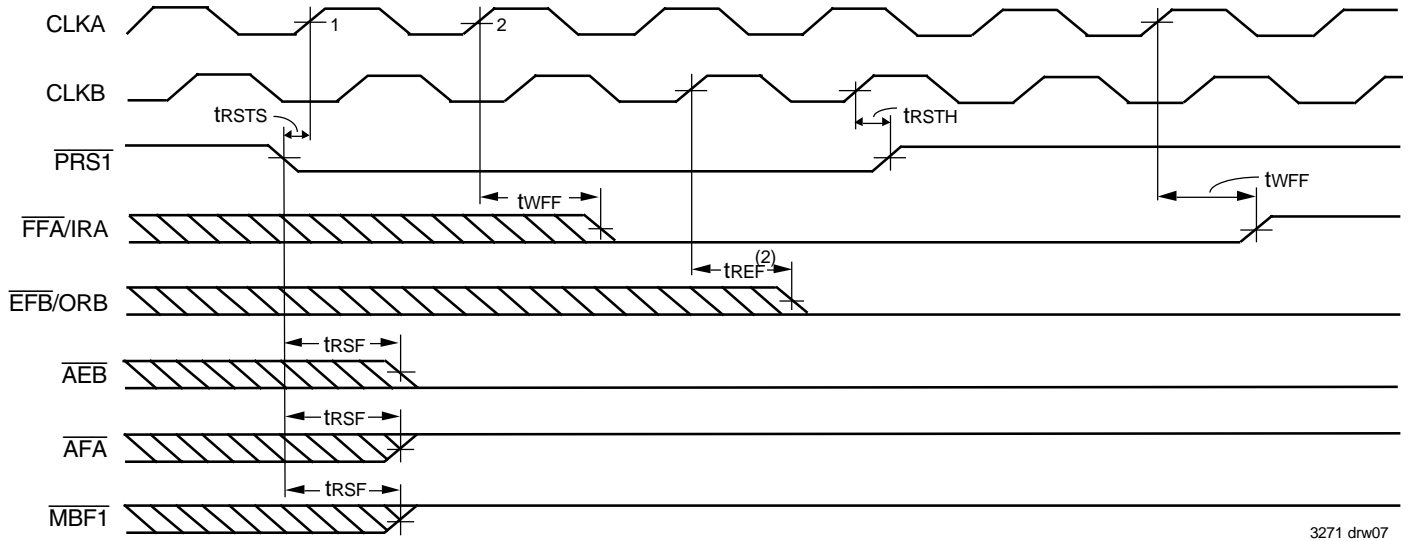 CLKA
1
2
CLKB
tRSTS
tRSTH
PRS1
tWFF
tWFF
FFA/IRA
tREF(2)
EFB/ORB
tRSF
AEB
tRSF
AFA
tRSF
MBF1
3271 drw07